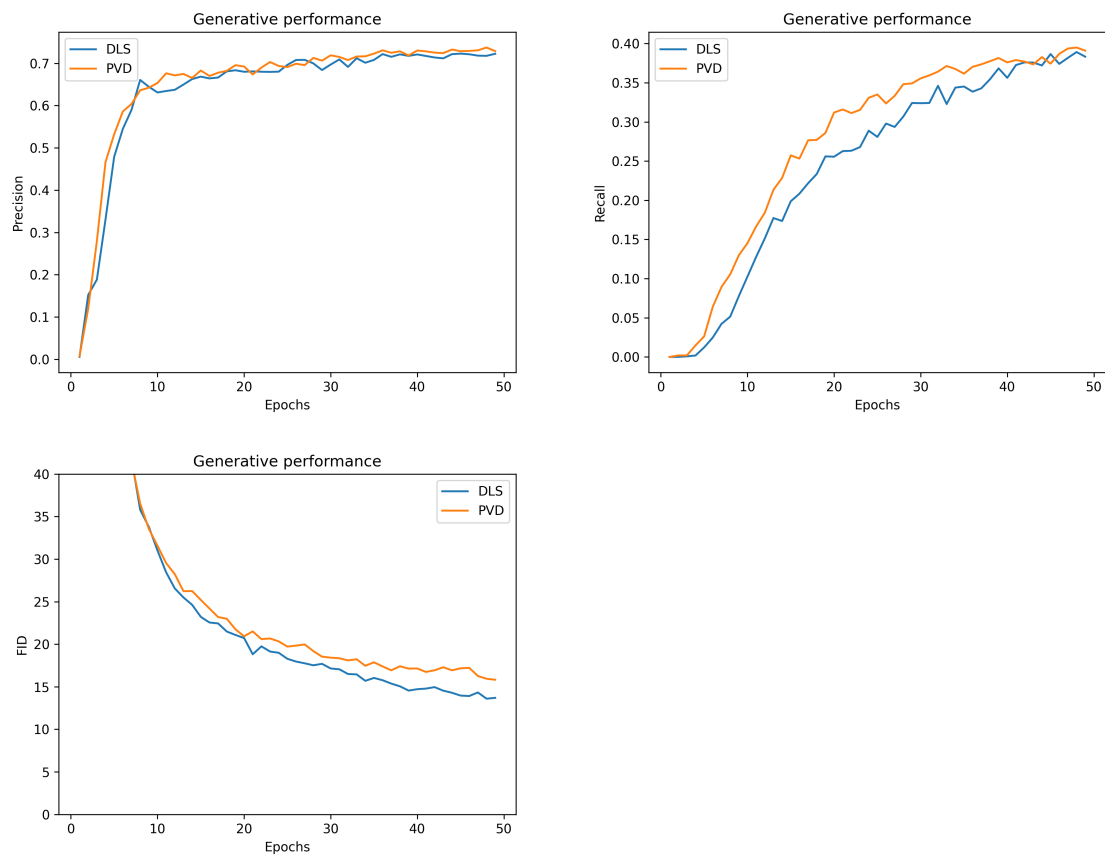 Generative performance
DLS
PVD
0.7
0.6
0.5
0.4
0.3
0.2
0.1
0.0
Precision
0 10 20 30 40 50
Epochs
Generative performance
DLS
PVD
0.40
0.35
0.30
0.25
0.20
0.15
0.10
0.05
0.00
Recall
0 10 20 30 40 50
Epochs
Generative performance
DLS
PVD
40
35
30
25
20
15
10
5
0
FID
0 10 20 30 40 50
Epochs